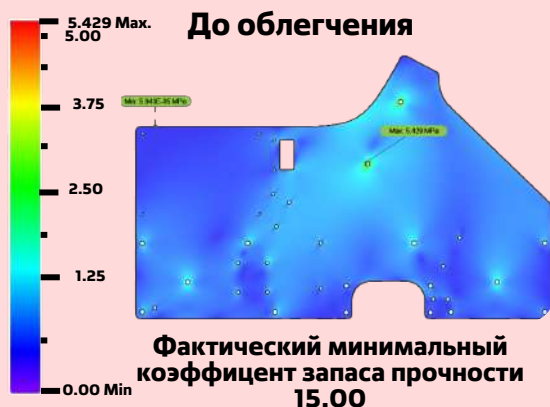 До облегчения
5.429 Max.
5.00
3.75
2.50
1.25
0.00 Min
Max: 5.429 MPa
Фактический минимальный
коэффицент запаса прочности
15.00